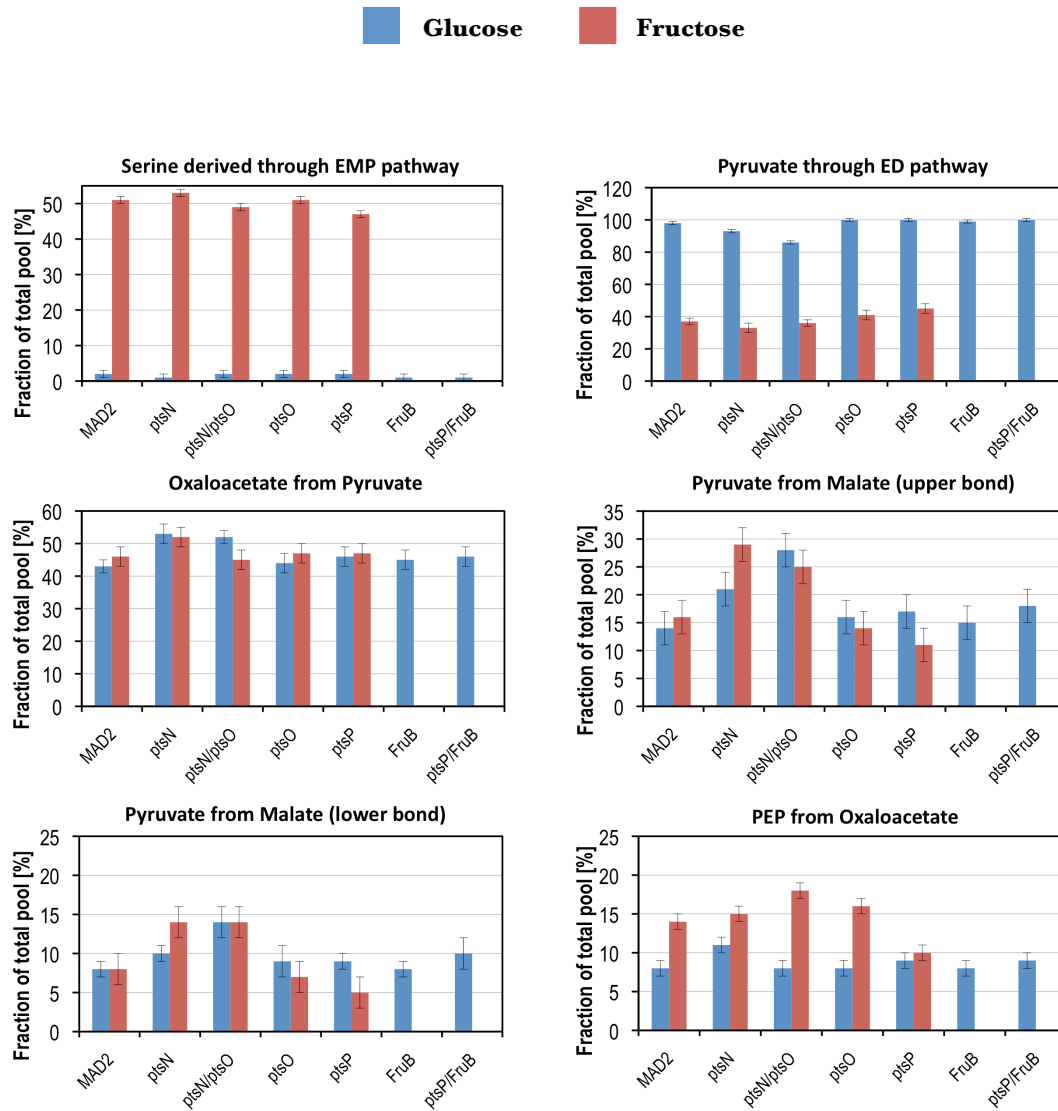 Glucose Fructose
Serine derived through EMP pathway
Fraction of total pool [%]
50
40
30
20
10
0
MAD2 ptsN ptsN/ptsO ptsO ptsP FruB ptsP/FruB
Pyruvate through ED pathway
Fraction of total pool [%]
120
100
80
60
40
20
0
MAD2 ptsN ptsN/ptsO ptsO ptsP FruB ptsP/FruB
Oxaloacetate from Pyruvate
Fraction of total pool [%]
60
50
40
30
20
10
0
MAD2 ptsN ptsN/ptsO ptsO ptsP FruB ptsP/FruB
Pyruvate from Malate (upper bond)
Fraction of total pool [%]
35
30
25
20
15
10
5
0
MAD2 ptsN ptsN/ptsO ptsO ptsP FruB ptsP/FruB
Pyruvate from Malate (lower bond)
Fraction of total pool [%]
25
20
15
10
5
0
MAD2 ptsN ptsN/ptsO ptsO ptsP FruB ptsP/FruB
PEP from Oxaloacetate
Fraction of total pool [%]
25
20
15
10
5
0
MAD2 ptsN ptsN/ptsO ptsO ptsP FruB ptsP/FruB